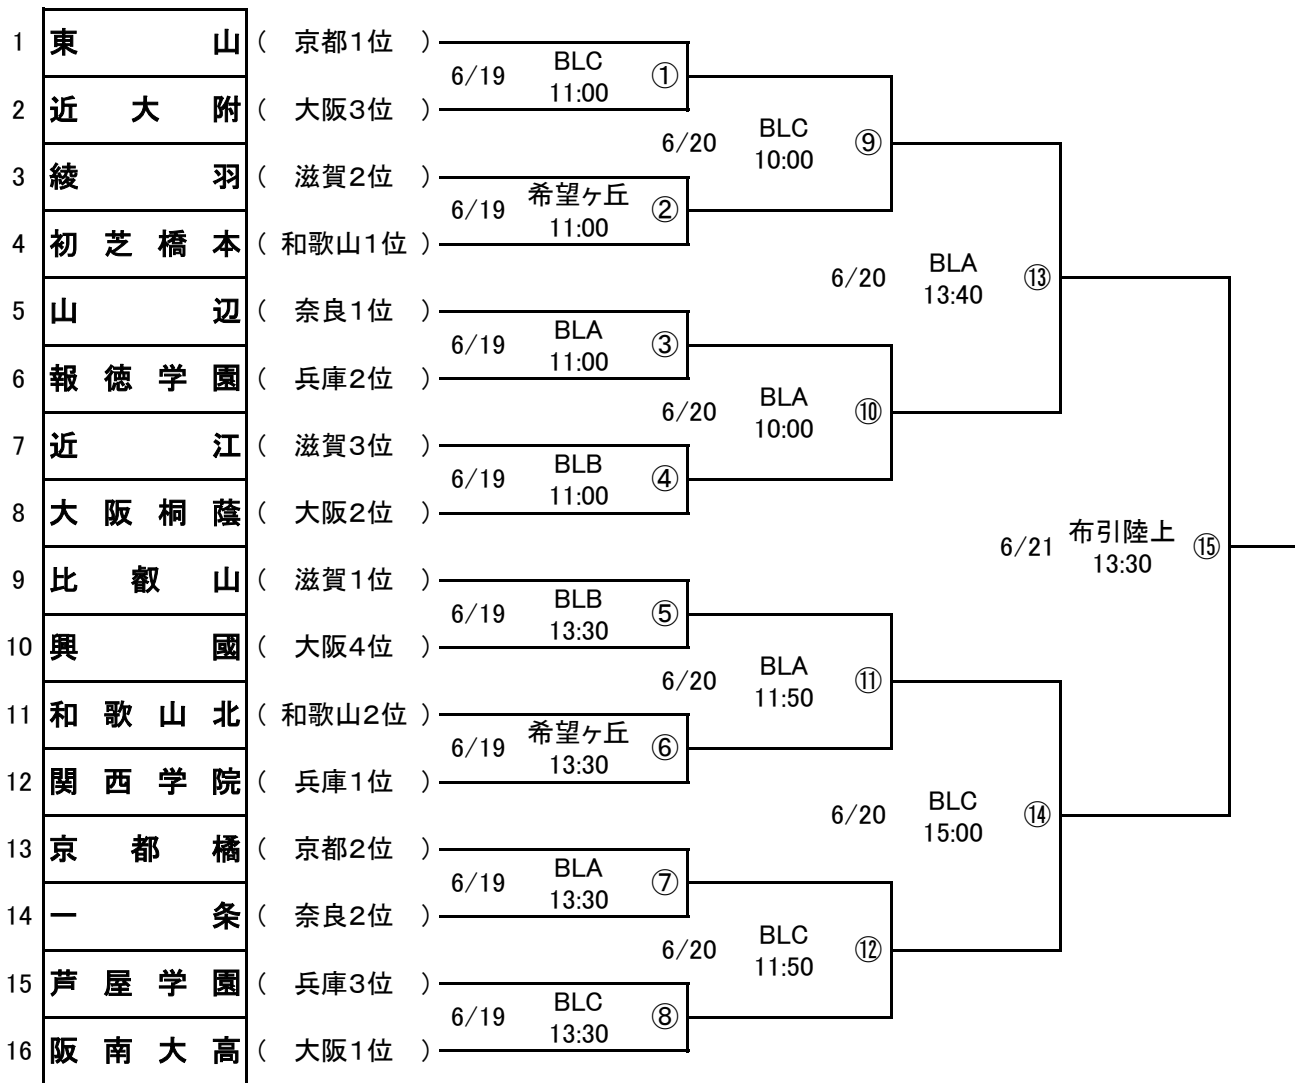 1 東山 ( 京都1位 )
6/19 BLC 11:00 ①
2 近大附 ( 大阪3位 )
6/20 BLC 10:00 ⑨
3 綾羽 ( 滋賀2位 )
6/19 希望ヶ丘 11:00 ②
4 初芝橋本 ( 和歌山1位 )
6/20 BLA 13:40 ⑬
5 山辺 ( 奈良1位 )
6/19 BLA 11:00 ③
6 報徳学園 ( 兵庫2位 )
6/20 BLA 10:00 ⑩
7 近江 ( 滋賀3位 )
6/19 BLB 11:00 ④
8 大阪桐蔭 ( 大阪2位 )
6/21 布引陸上 13:30 ⑮
9 比叡山 ( 滋賀1位 )
6/19 BLB 13:30 ⑤
10 興國 ( 大阪4位 )
6/20 BLA 11:50 ⑪
11 和歌山北 ( 和歌山2位 )
6/19 希望ヶ丘 13:30 ⑥
12 関西学院 ( 兵庫1位 )
6/20 BLC 15:00 ⑭
13 京都橘 ( 京都2位 )
6/19 BLA 13:30 ⑦
14 一条 ( 奈良2位 )
6/20 BLC 11:50 ⑫
15 芦屋学園 ( 兵庫3位 )
6/19 BLC 13:30 ⑧
16 阪南大高 ( 大阪1位 )